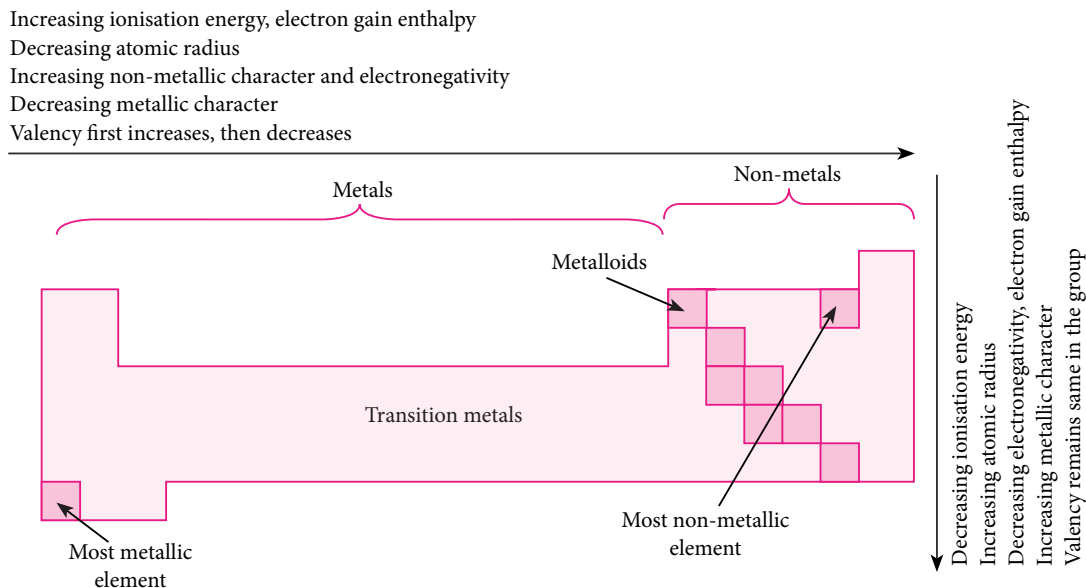 Increasing ionisation energy, electron gain enthalpy
Decreasing atomic radius
Increasing non-metallic character and electronegativity
Decreasing metallic character
Valency first increases, then decreases
Metals
Non-metals
Metalloids
Transition metals
Most metallic
element
Most non-metallic
element
Decreasing ionisation energy
Increasing atomic radius
Decreasing electronegativity, electron gain enthalpy
Increasing metallic character
Valency remains same in the group